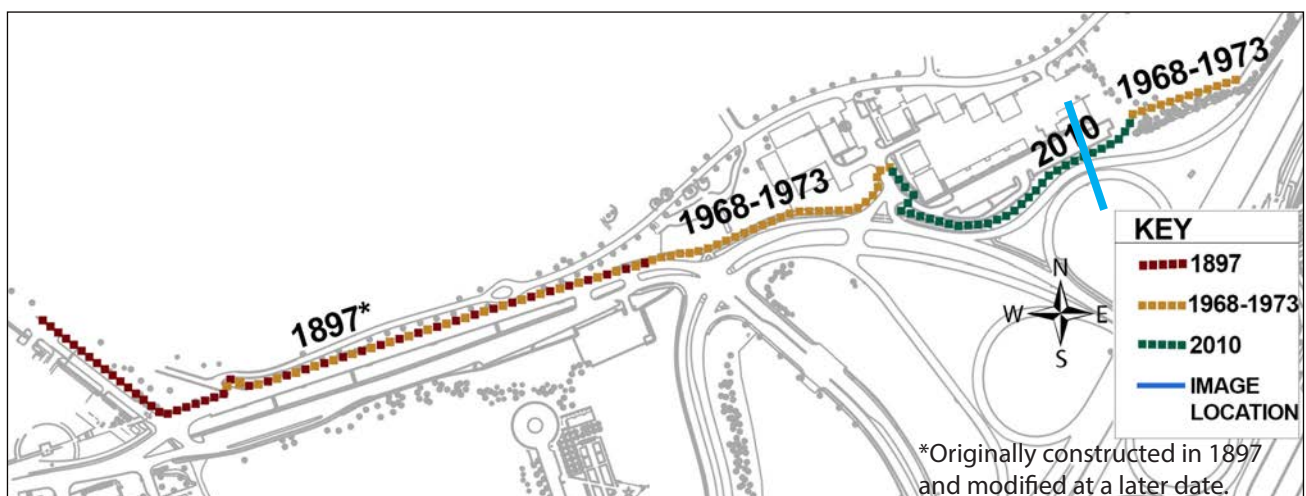 1968-1973
2010
1968-1973
1897*
KEY
1897
1968-1973
2010
IMAGE
LOCATION
N
W
E
S
*Originally constructed in 1897
and modified at a later date.